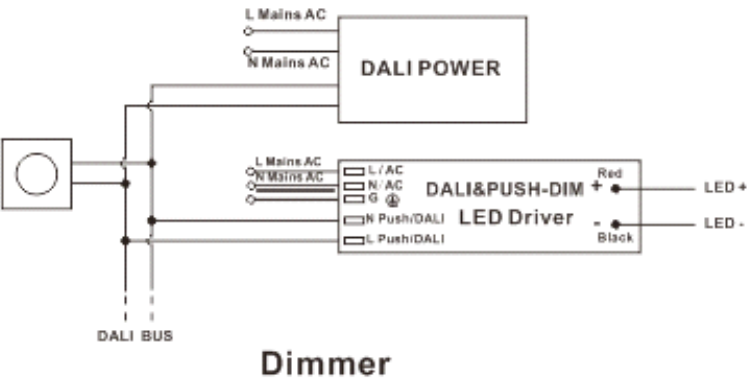 L Mains AC
N Mains AC
DALI POWER
L Mains AC
N Mains AC
L/AC
N/AC
G
N Push/DALI
L Push/DALI
DALI&PUSH-DIM
LED Driver
Red
+
-
Black
LED +
LED -
DALI BUS
Dimmer